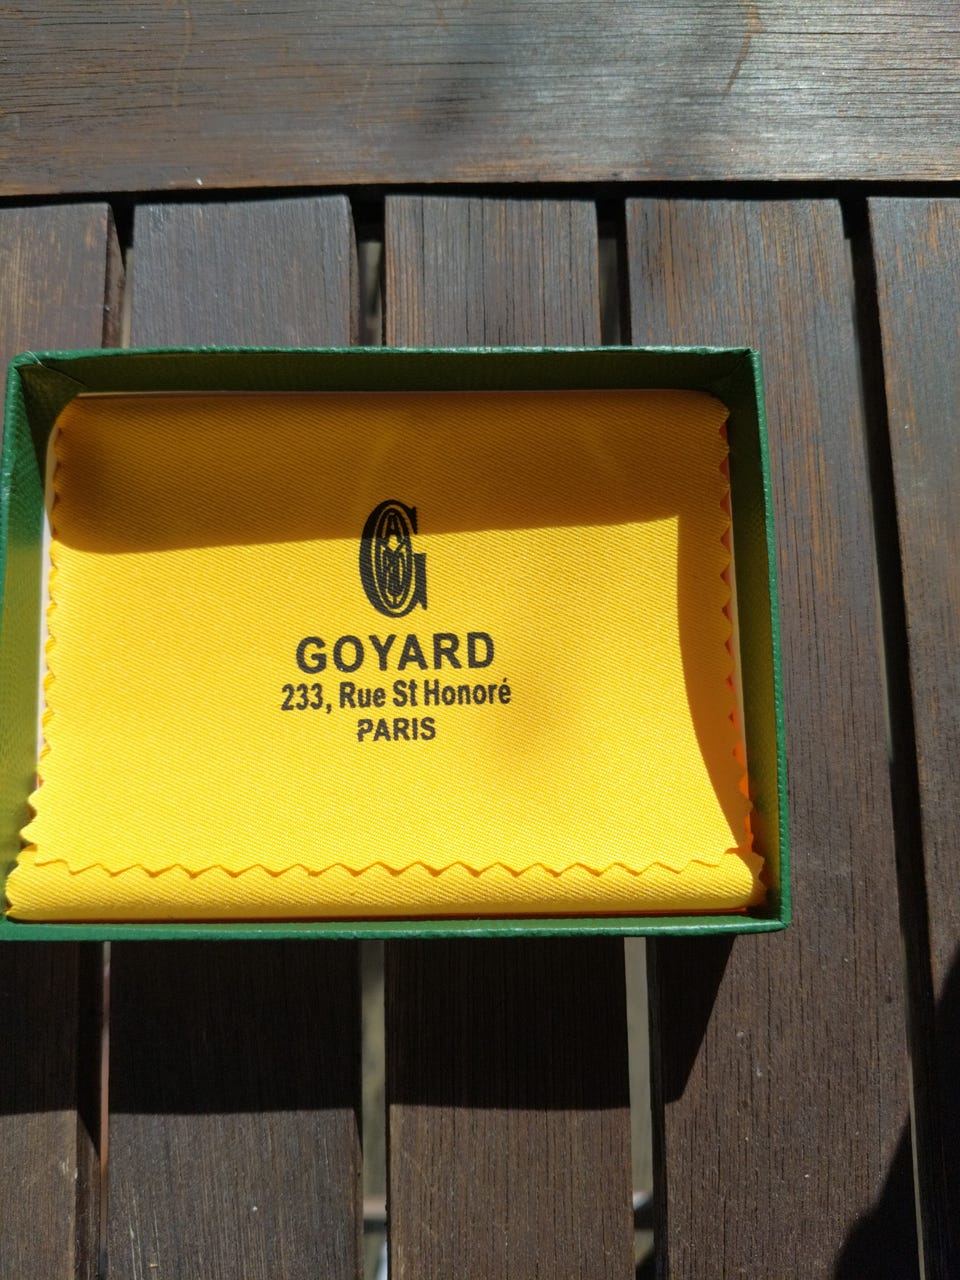 G
GOYARD
233, Rue St Honoré
PARIS